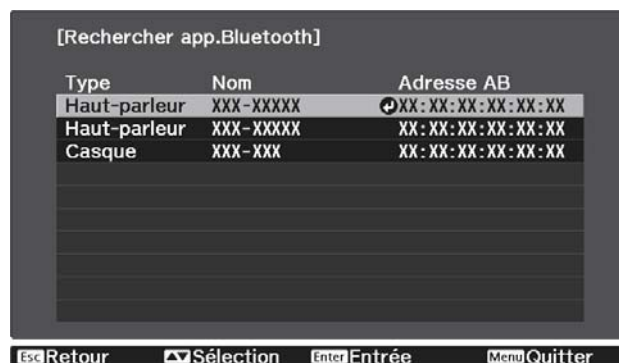 [Rechercher app.Bluetooth]
Type Nom Adresse AB
Haut-parleur XXX-XXXXX XX:XX:XX:XX:XX:XX
Haut-parleur XXX-XXXXX XX:XX:XX:XX:XX:XX
Casque XXX-XXX XX:XX:XX:XX:XX:XX
Esc Retour Sélection Enter Entrée Menu Quitter